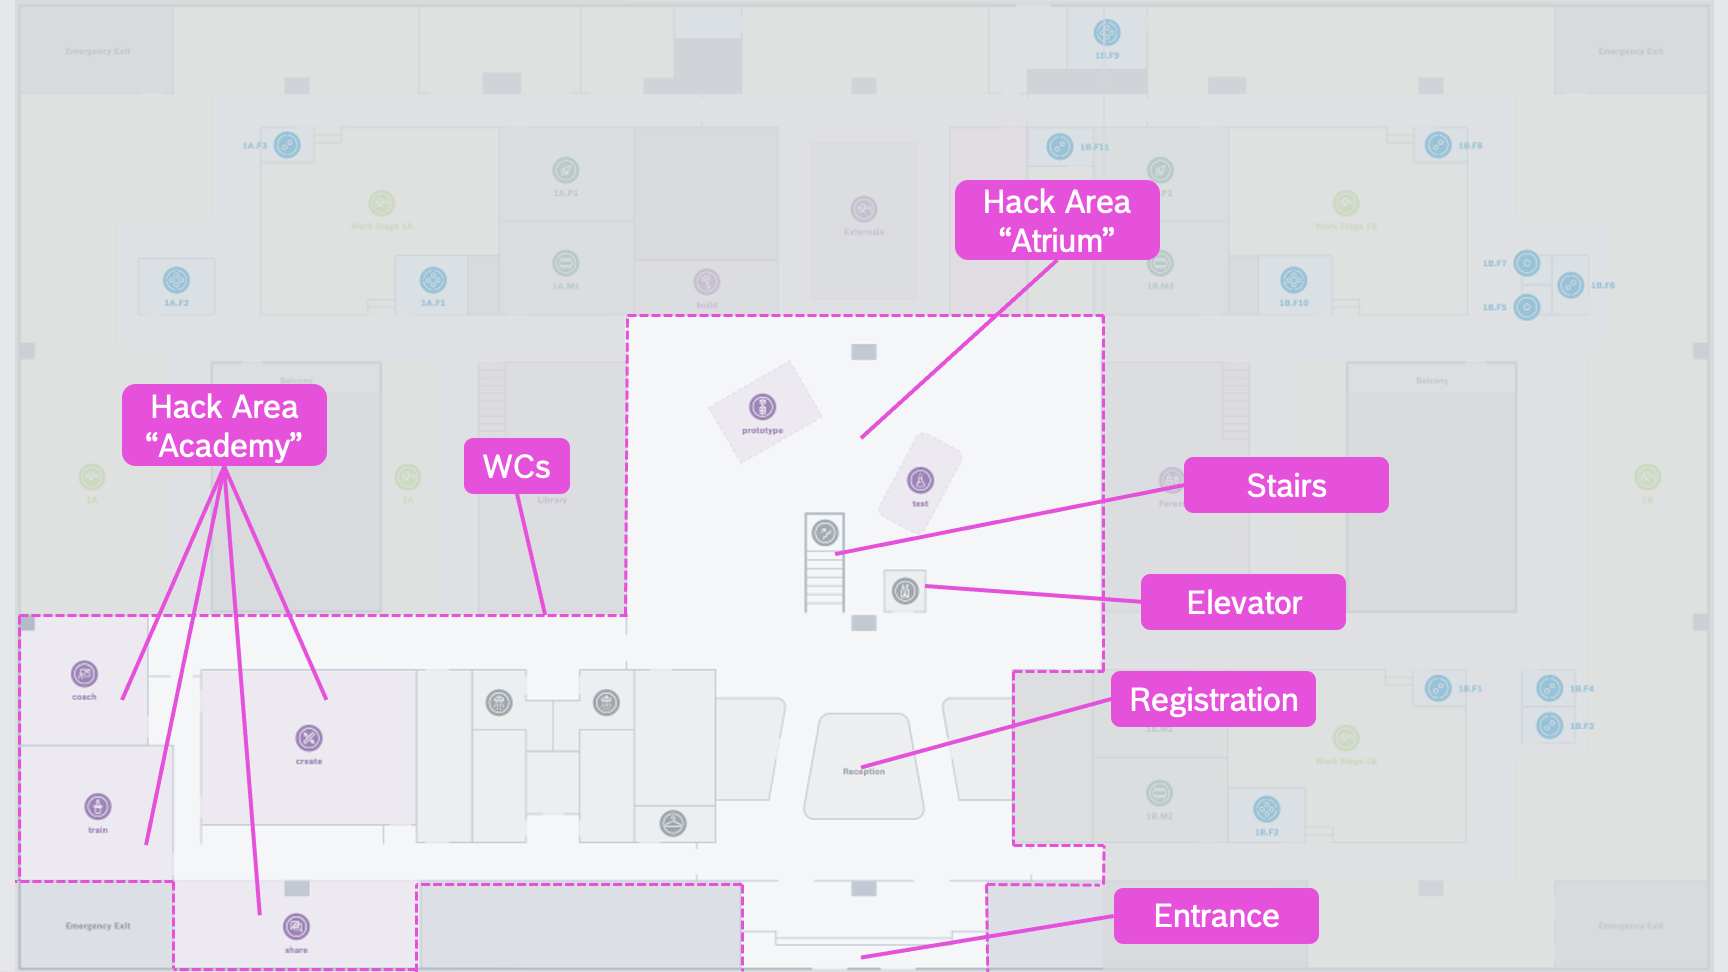 Emergency Exit
Emergency Exit
1B.F9
1A.F3
1B.F11
1B.F8
1A.P1
Work Stage 1A
Externals
Hack Area
“Atrium”
Work Stage 1B
1A.F2
1A.F1
1A.M3
build
1B.M3
1B.F10
1B.F7
1B.F6
1B.F5
Balcony
Balcony
Hack Area
“Academy”
prototype
WCs
Stairs
1A
1A
Library
test
1B
Elevator
coach
Registration
1B.F1
1B.F4
1B.F3
create
Reception
Work Stage 1B
train
1B.M2
1B.F2
Entrance
Emergency Exit
share
Emergency Exit